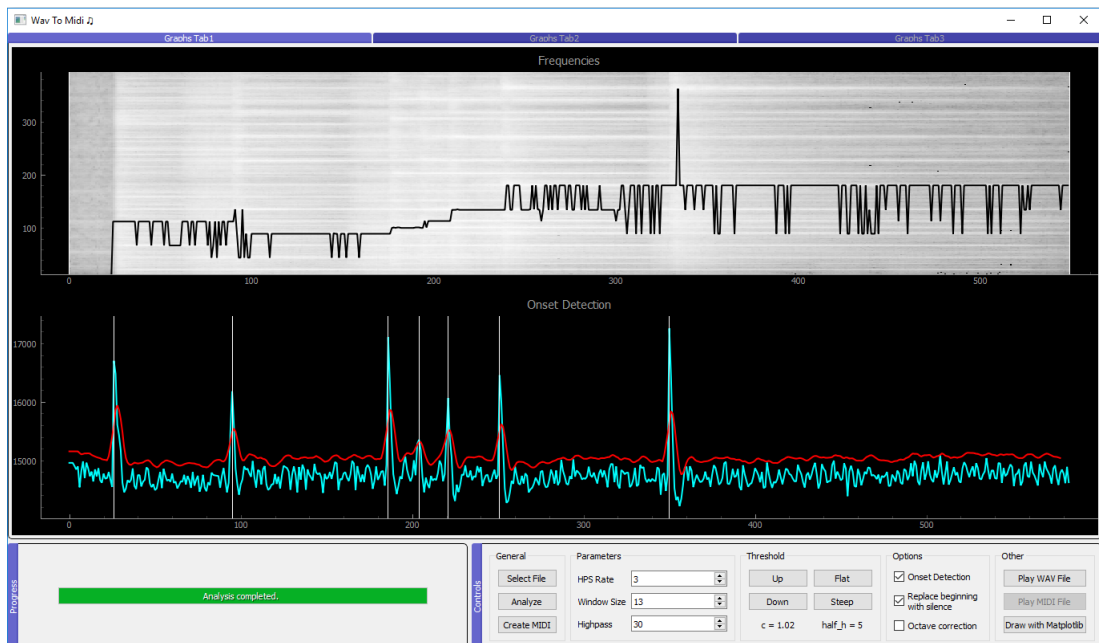 Wav To Midi ♫
Graphs Tab1 Graphs Tab2 Graphs Tab3
Frequencies
300
200
100
0 100 200 300 400 500
Onset Detection
17000
16000
15000
0 100 200 300 400 500
Progress
Analysis completed.
Controls
General Parameters Threshold Options Other
Select File HPS Rate 3 Up Flat Onset Detection Play WAV File
Analyze Window Size 13 Down Steep Replace beginning with silence Play MIDI File
Create MIDI Highpass 30 c = 1.02 half_h = 5 Octave correction Draw with Matplotlib